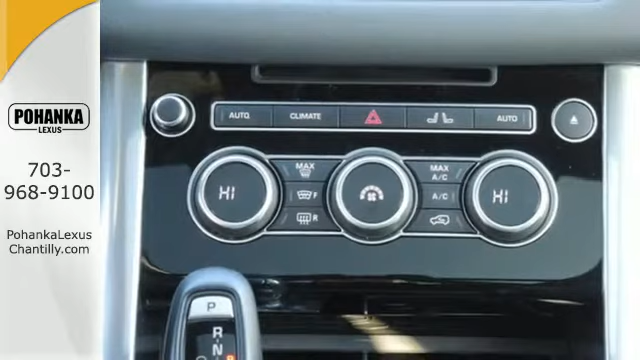 POHANKA
LEXUS
703-
968-9100
PohankaLexus
Chantilly.com
AUTO CLIMATE AUTO
HI
MAX
F
R
MAX
A/C
A/C
HI
P
R
N
D